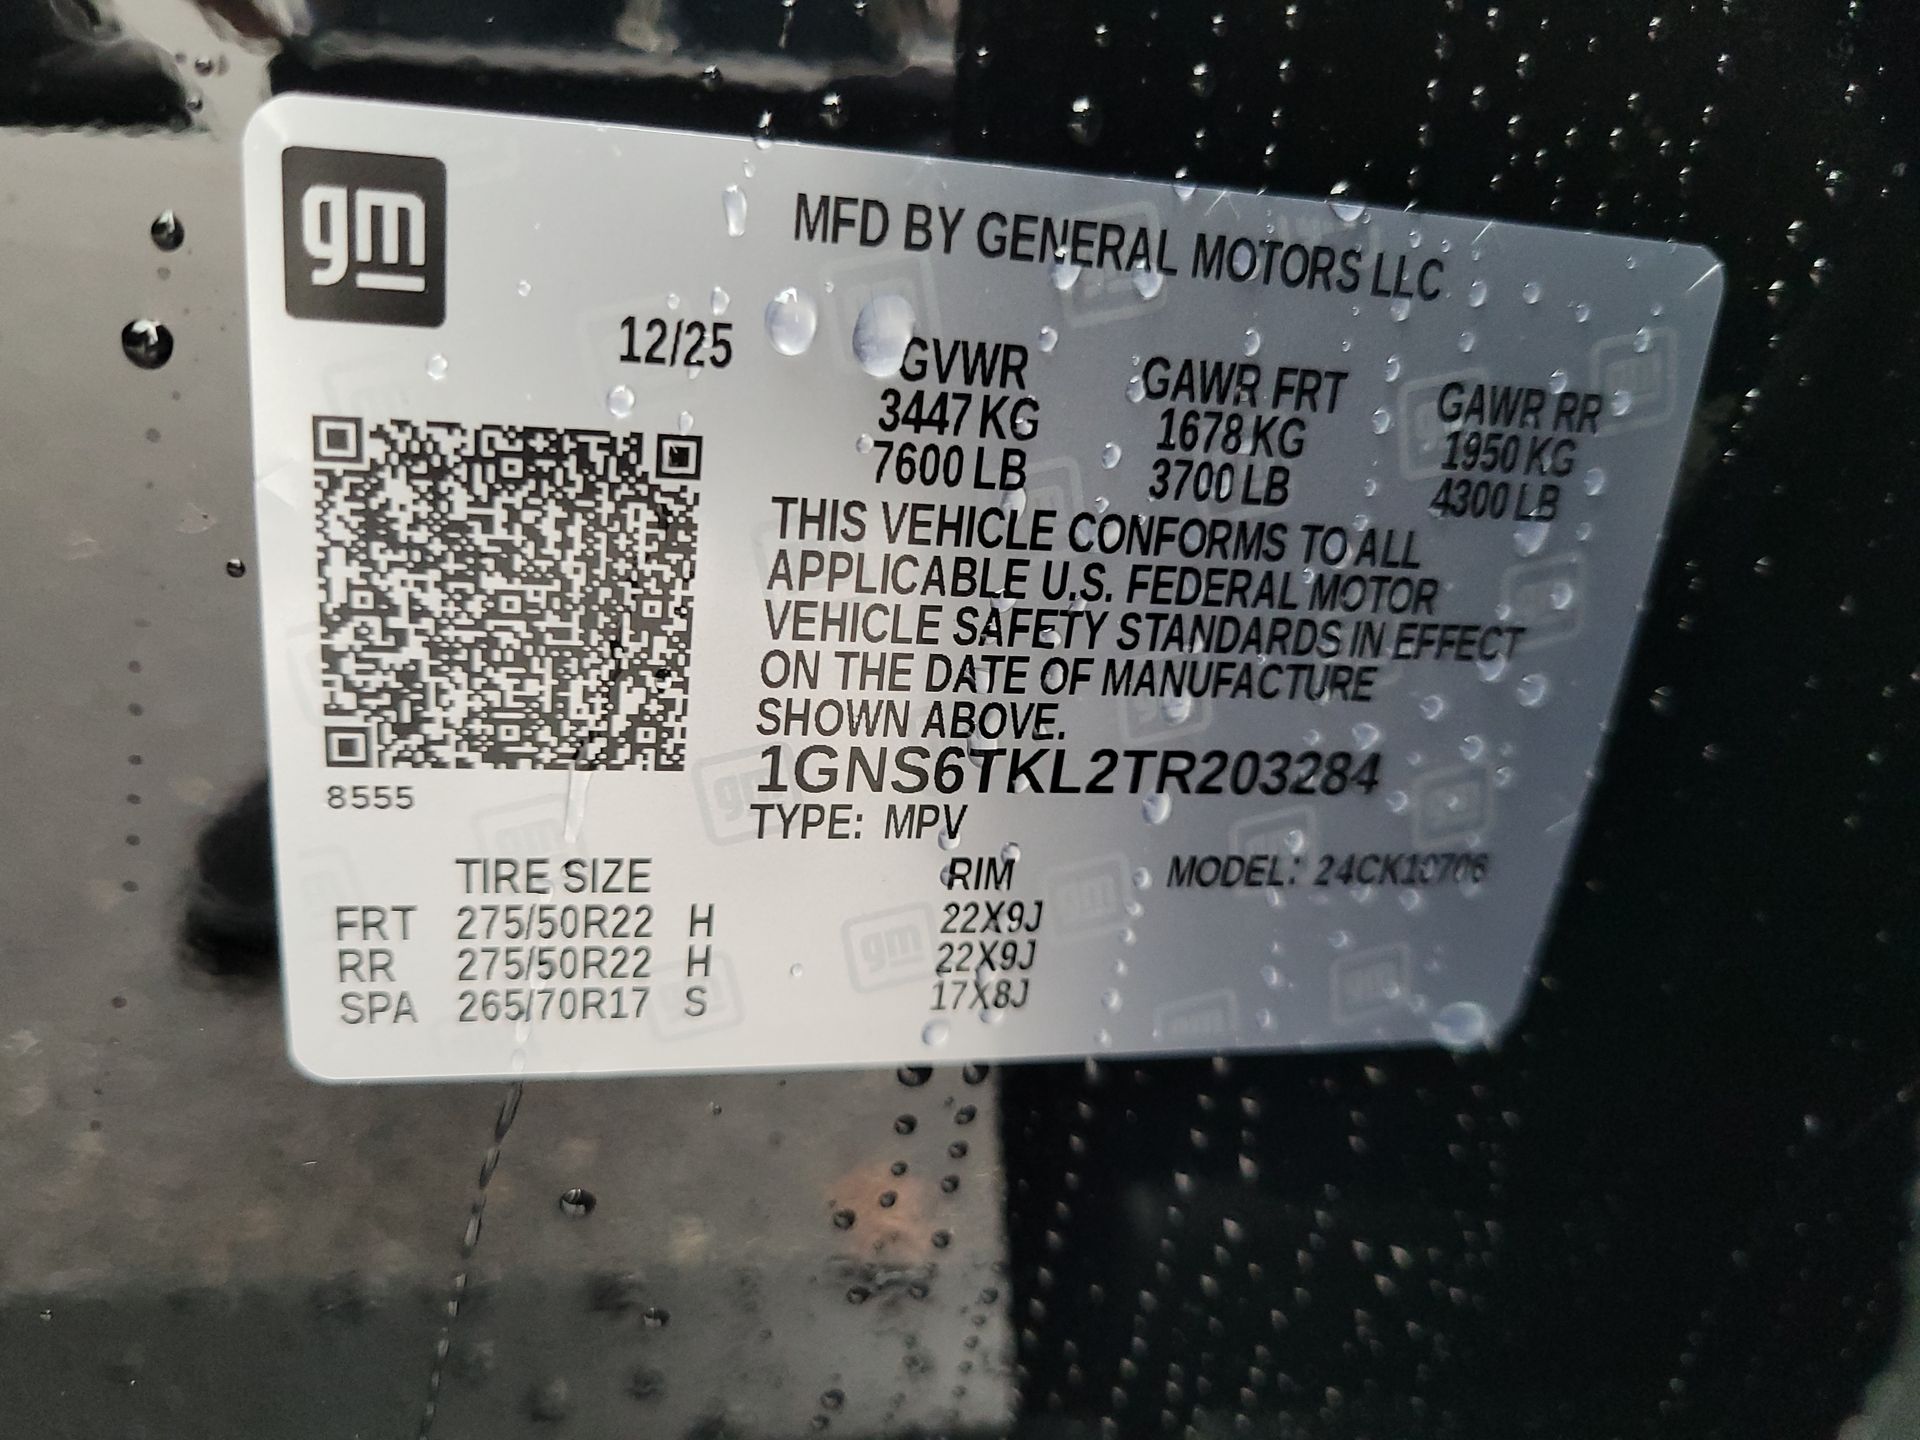 gm
MFD BY GENERAL MOTORS LLC
12/25
GVWR GAWR FRT GAWR RR
3447 KG 1678 KG 1950 KG
7600 LB 3700 LB 4300 LB
THIS VEHICLE CONFORMS TO ALL
APPLICABLE U.S. FEDERAL MOTOR
VEHICLE SAFETY STANDARDS IN EFFECT
ON THE DATE OF MANUFACTURE
SHOWN ABOVE.
1GNS6TKL2TR203284
8555
TYPE: MPV
TIRE SIZE RIM MODEL: 24CK10706
FRT 275/50R22 H 22X9J
RR 275/50R22 H 22X9J
SPA 265/70R17 S 17X8J